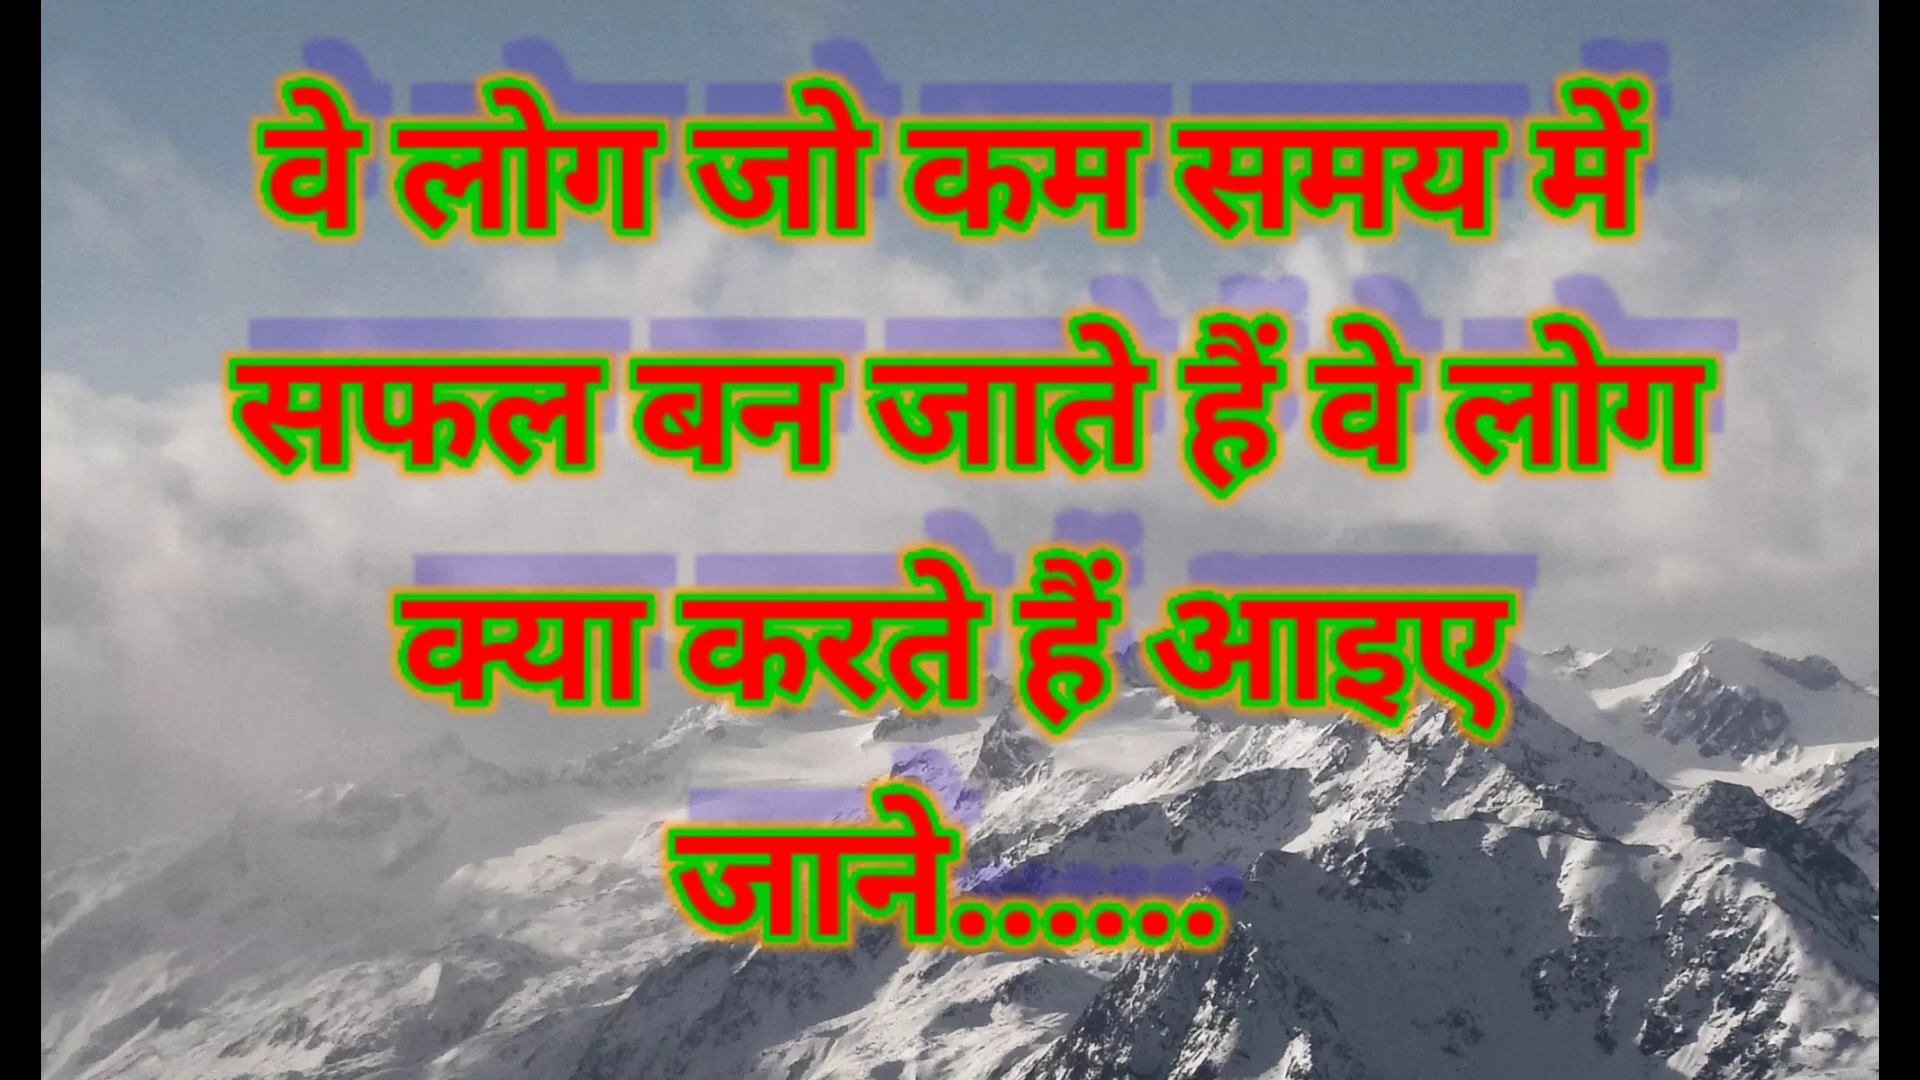 वे लोग जो कम समय में
सफल बन जाते हैं वे लोग
क्या करते हैं आइए
जाने......